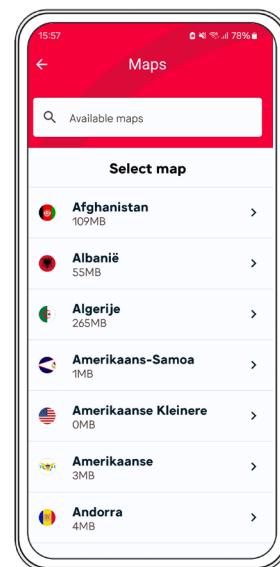 15:57
78%
Maps
Available maps
Select map
Afghanistan
109MB
Albanië
55MB
Algerije
265MB
Amerikaans-Samoa
1MB
Amerikaanse Kleinere
0MB
Amerikaanse
3MB
Andorra
4MB